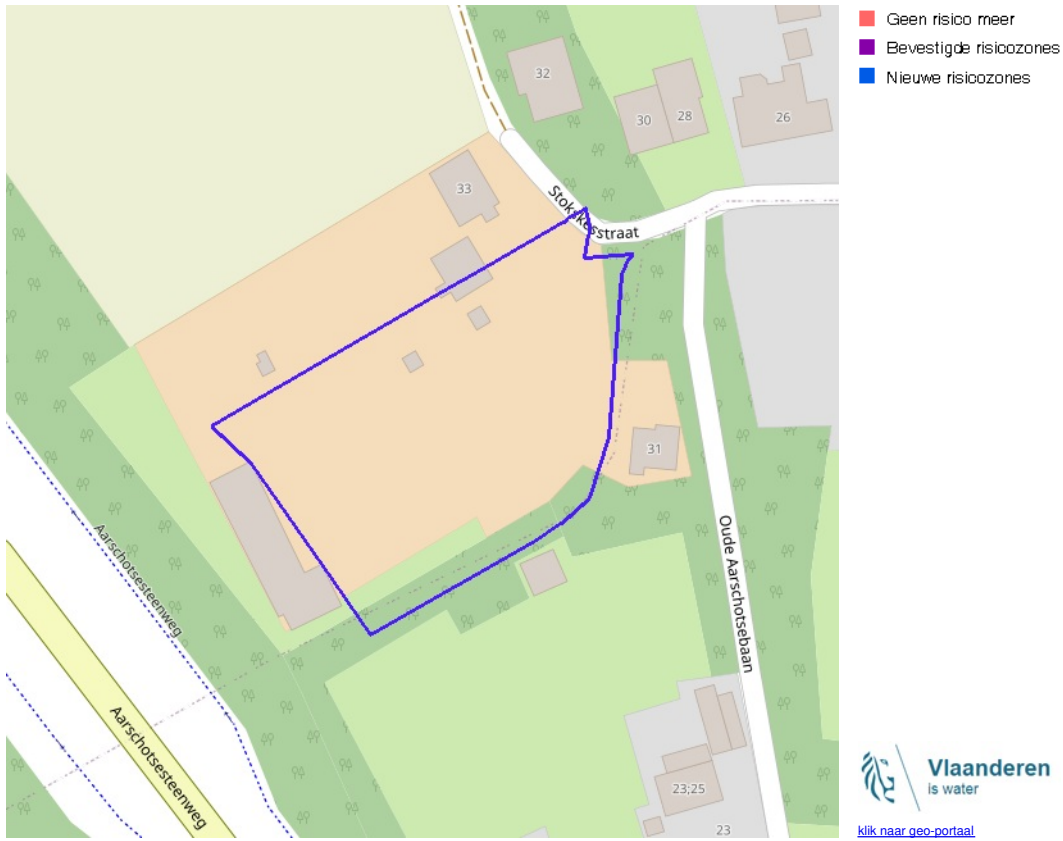 Geen risico meer
Bevestigde risicozones
Nieuwe risicozones
32
30
28
26
33
Stokskesstraat
31
Aarschotsesteenweg
Oude Aarschotsebaan
Aarschotsesteenweg
23;25
23
Vlaanderen
is water
klik naar geo-portaal